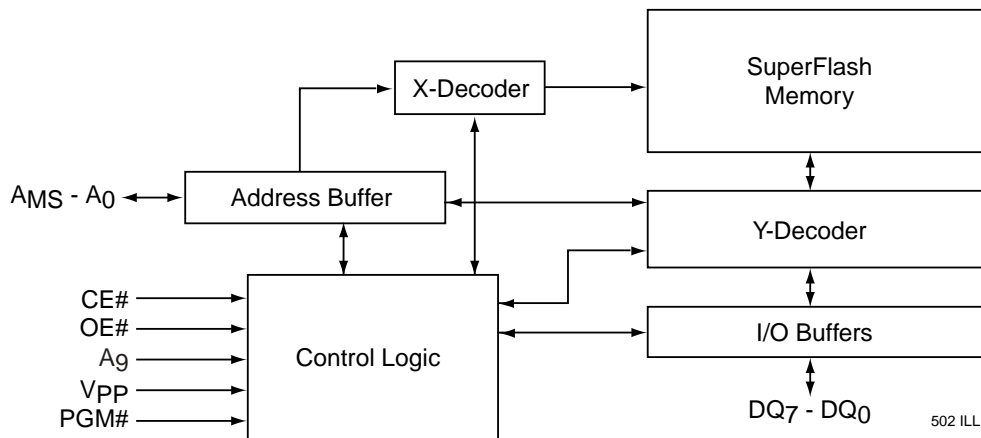 SuperFlash
Memory
X-Decoder
AMS - A0
Address Buffer
Y-Decoder
CE#
OE#
A9
VPP
PGM#
Control Logic
I/O Buffers
DQ7 - DQ0
502 ILL